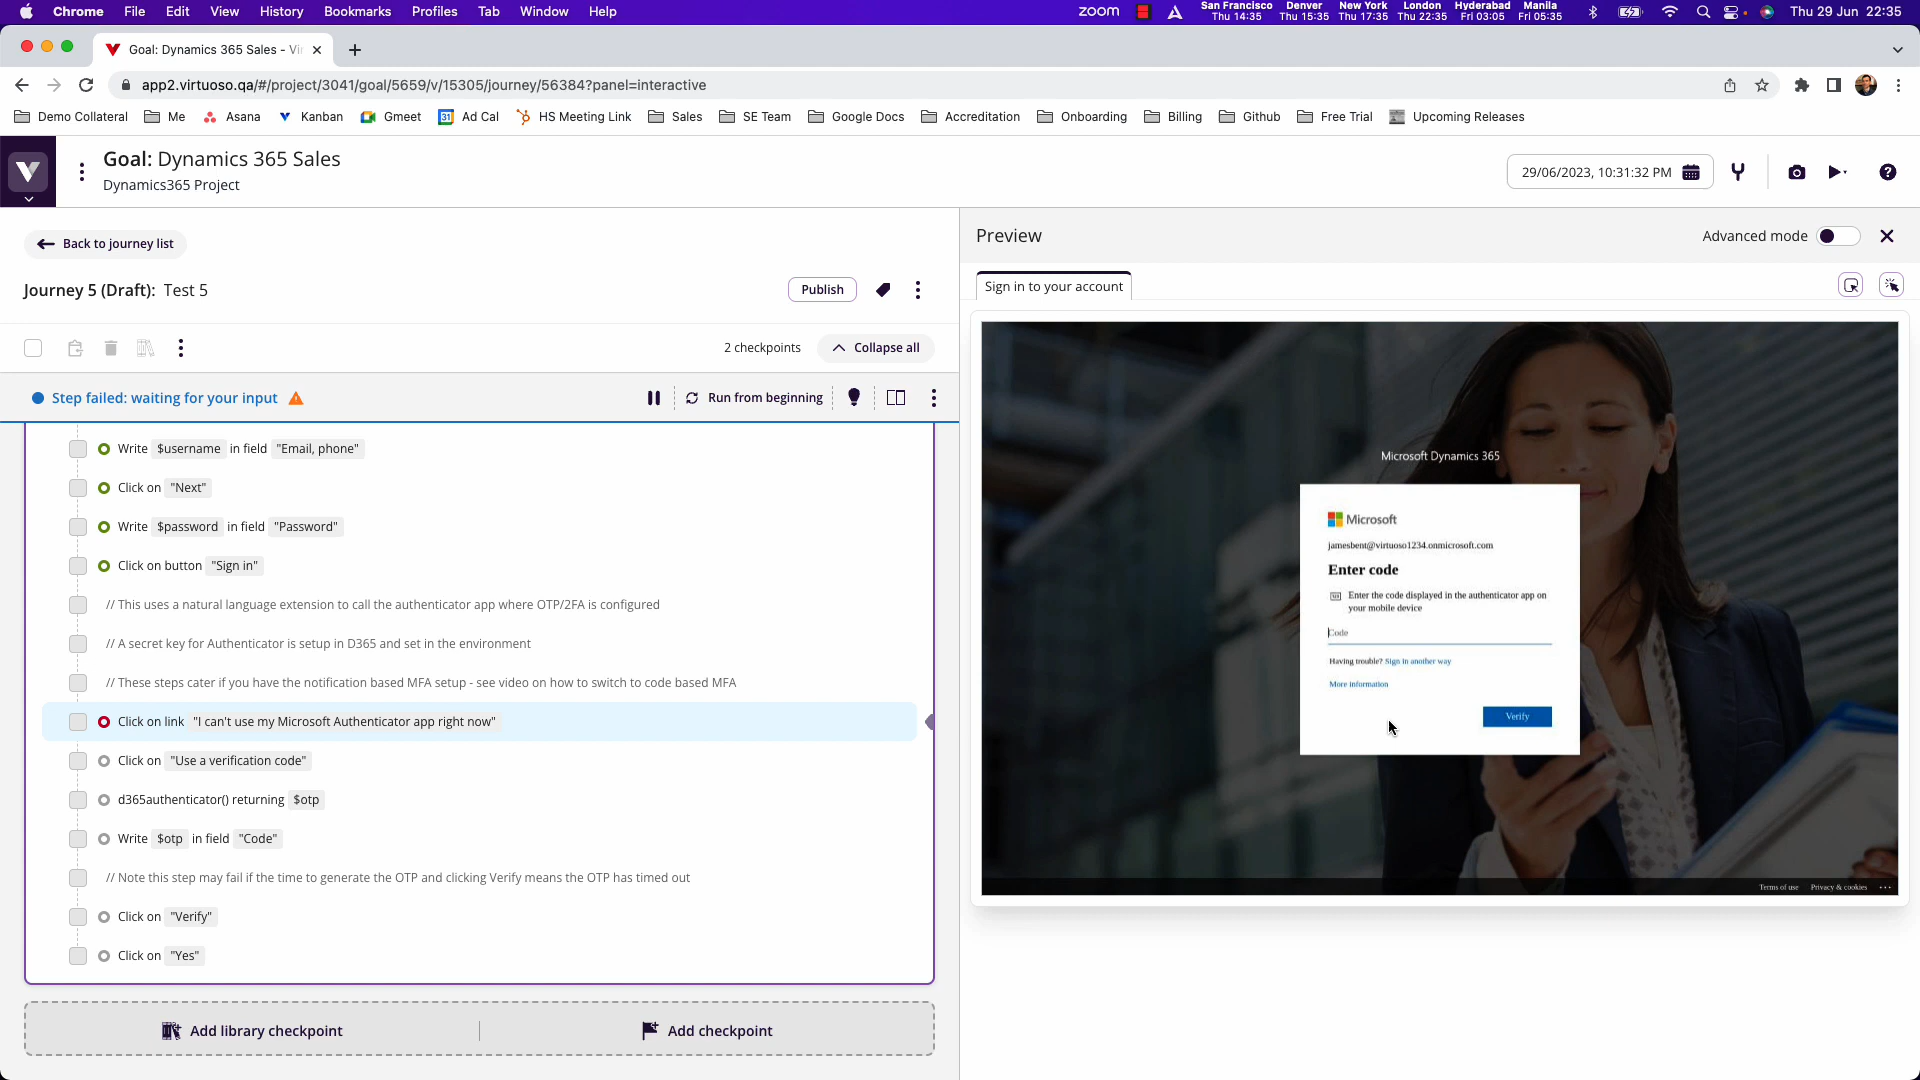 Chrome File Edit View History Bookmarks Profiles Tab Window Help
zoom
San Francisco Denver New York London Hyderabad Manila
Thu 14:35 Thu 15:35 Thu 17:35 Thu 22:35 Fri 03:05 Fri 05:35
Thu 29 Jun 22:35
Goal: Dynamics 365 Sales - Vir
app2.virtuoso.qa/#/project/3041/goal/5659/v/15305/journey/56384?panel=interactive
Demo Collateral Me Asana Kanban Gmeet Ad Cal HS Meeting Link Sales SE Team Google Docs Accreditation Onboarding Billing Github Free Trial Upcoming Releases
Goal: Dynamics 365 Sales
Dynamics365 Project
29/06/2023, 10:31:32 PM
Back to journey list
Journey 5 (Draft): Test 5
Publish
2 checkpoints
Collapse all
Step failed: waiting for your input
Run from beginning
Write $username in field "Email, phone"
Click on "Next"
Write $password in field "Password"
Click on button "Sign in"
// This uses a natural language extension to call the authenticator app where OTP/2FA is configured
// A secret key for Authenticator is setup in D365 and set in the environment
// These steps cater if you have the notification based MFA setup - see video on how to switch to code based MFA
Click on link "I can't use my Microsoft Authenticator app right now"
Click on "Use a verification code"
d365authenticator() returning $otp
Write $otp in field "Code"
// Note this step may fail if the time to generate the OTP and clicking Verify means the OTP has timed out
Click on "Verify"
Click on "Yes"
Add library checkpoint
Add checkpoint
Preview
Advanced mode
Sign in to your account
Microsoft Dynamics 365
Microsoft
jamesbent@virtuoso1234.onmicrosoft.com
Enter code
Enter the code displayed in the authenticator app on
your mobile device
Code
Having trouble? Sign in another way
More information
Verify
Terms of use Privacy & cookies ...